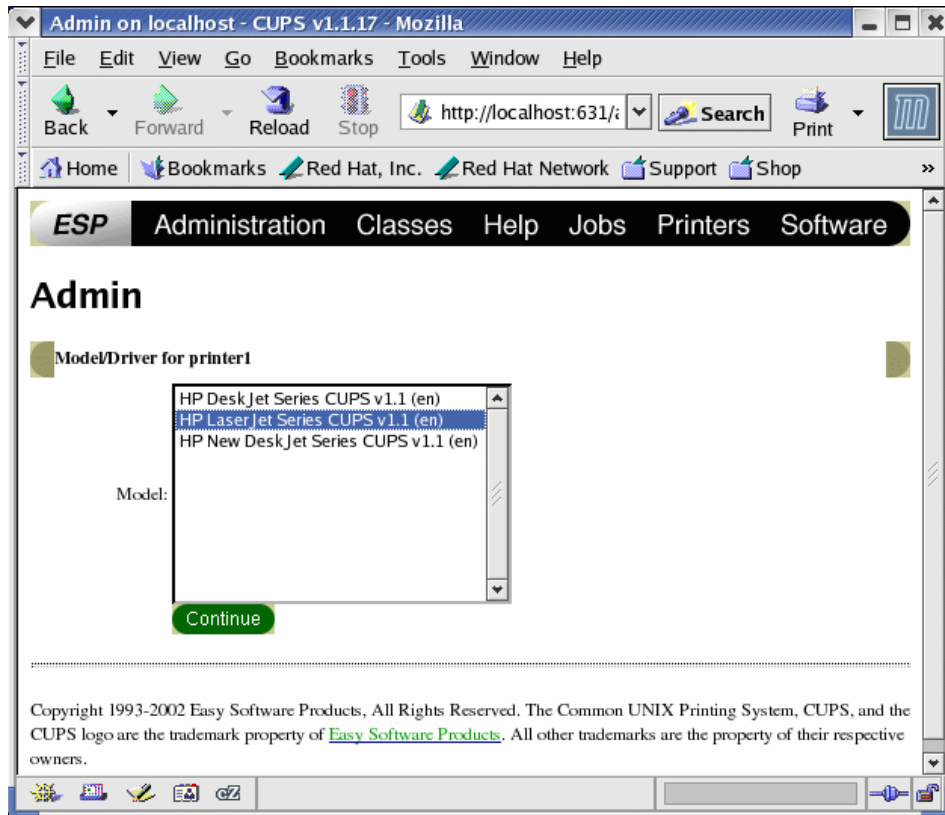 Admin on localhost - CUPS v1.1.17 - Mozilla
File Edit View Go Bookmarks Tools Window Help
Back Forward Reload Stop http://localhost:631/a Search Print
Home Bookmarks Red Hat, Inc. Red Hat Network Support Shop »
ESP Administration Classes Help Jobs Printers Software
Admin
Model/Driver for printer1
HP DeskJet Series CUPS v1.1 (en)
HP LaserJet Series CUPS v1.1 (en)
HP New DeskJet Series CUPS v1.1 (en)
Model:
Continue
Copyright 1993-2002 Easy Software Products, All Rights Reserved. The Common UNIX Printing System, CUPS, and the
CUPS logo are the trademark property of Easy Software Products. All other trademarks are the property of their respective
owners.